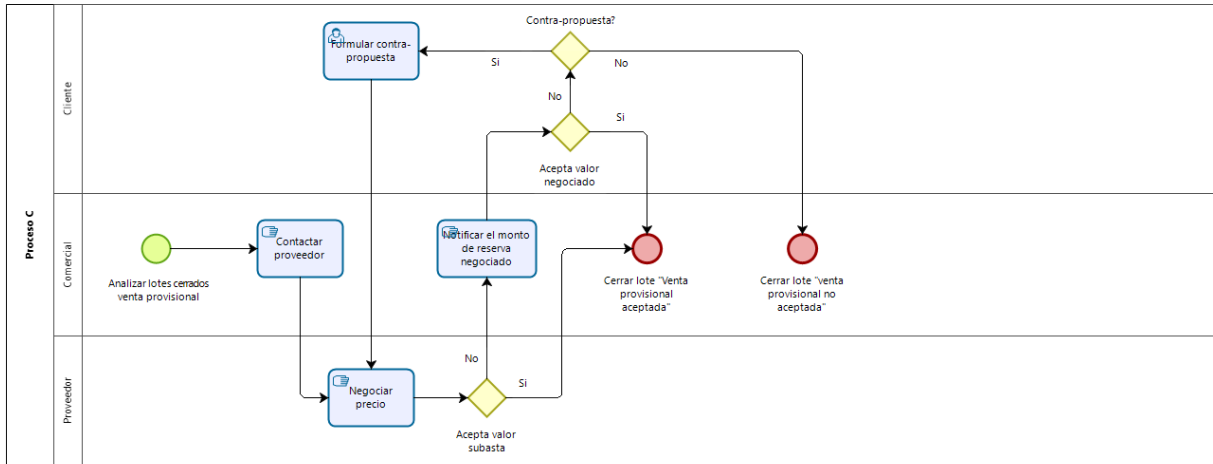 Proceso C
Cliente
Contra-propuesta?
Formular contra-
propuesta
Si
No
No
Si
Acepta valor
negociado
Comercial
Analizar lotes cerrados
venta provisional
Contactar
proveedor
Notificar el monto
de reserva
negociado
Cerrar lote "Venta
provisional
aceptada"
Cerrar lote "venta
provisional no
aceptada"
Proveedor
Negociar
precio
No
Si
Acepta valor
subasta